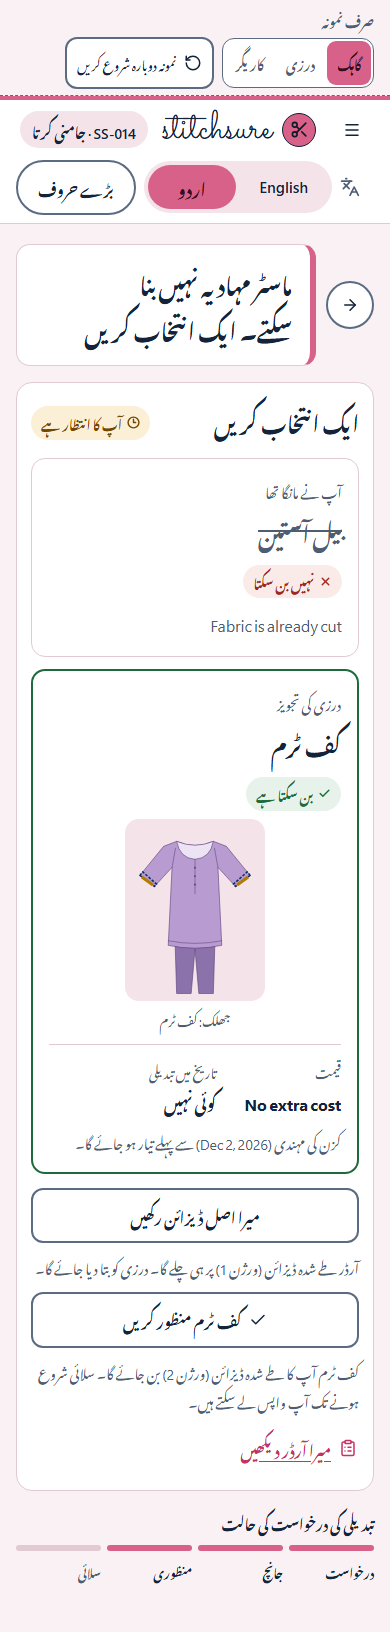 صرف نمونہ
گاہک
درزی
کاریگر
نمونہ دوبارہ شروع کریں
stitchsure
SS-014 · جامنی کرتا
English
اردو
بڑے حروف
ماسٹر مہاد یہ نہیں بنا
سکتے۔ ایک انتخاب کریں
ایک انتخاب کریں
آپ کا انتظار ہے
آپ نے مانگا تھا
بیل آستین
نہیں بن سکتا
Fabric is already cut
درزی کی تجویز
کف ٹرم
بن سکتا ہے
جھلک: کف ٹرم
قیمت
No extra cost
تاریخ میں تبدیلی
کوئی نہیں
کزن کی مہندی (Dec 2, 2026) سے پہلے تیار ہو جائے گا۔
میرا اصل ڈیزائن رکھیں
آرڈر طے شدہ ڈیزائن (ورژن 1) پر ہی چلے گا۔ درزی کو بتا دیا جائے گا۔
کف ٹرم منظور کریں
کف ٹرم آپ کا طے شدہ ڈیزائن (ورژن 2) بن جائے گا۔ سلائی شروع
ہونے تک آپ واپس لے سکتے ہیں۔
میرا آرڈر دیکھیں
تبدیلی کی درخواست کی حالت
درخواست
جانچ
منظوری
سلائی